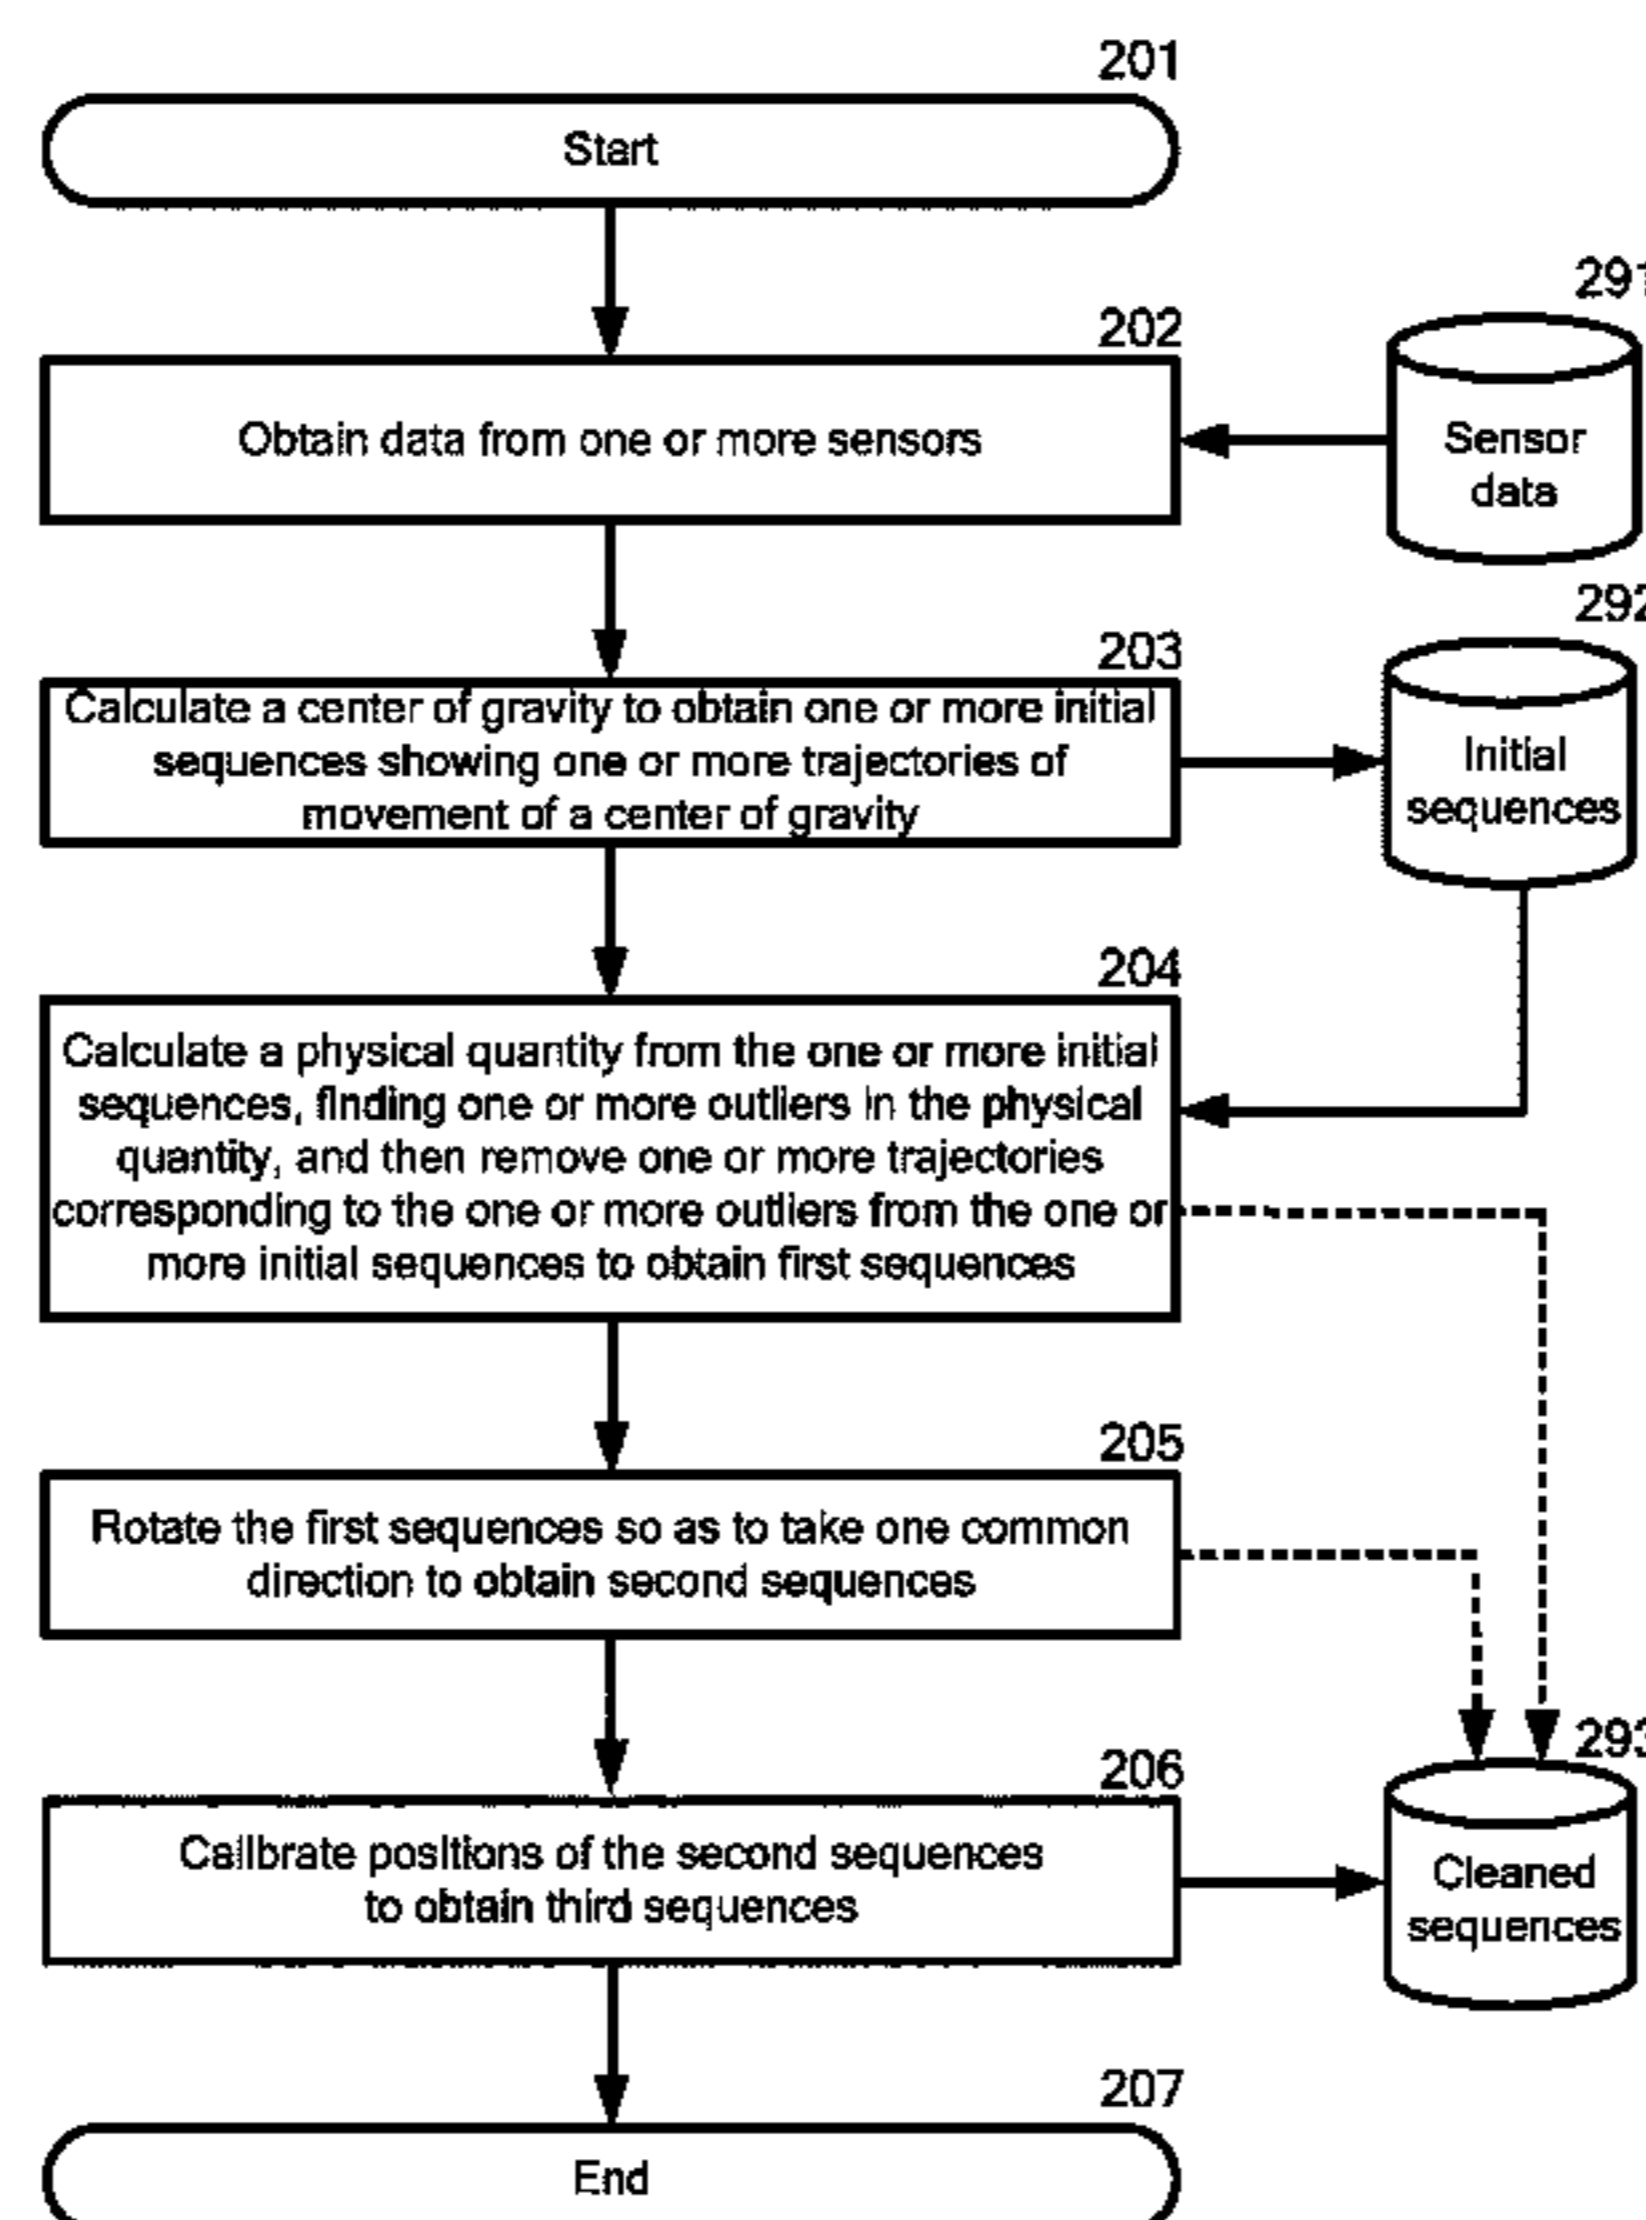 201
Start
291
202
Obtain data from one or more sensors
Sensor
data
292
203
Calculate a center of gravity to obtain one or more initial
sequences showing one or more trajectories of
movement of a center of gravity
Initial
sequences
204
Calculate a physical quantity from the one or more initial
sequences, finding one or more outliers in the physical
quantity, and then remove one or more trajectories
corresponding to the one or more outliers from the one or
more initial sequences to obtain first sequences
205
Rotate the first sequences so as to take one common
direction to obtain second sequences
293
206
Calibrate positions of the second sequences
to obtain third sequences
Cleaned
sequences
207
End